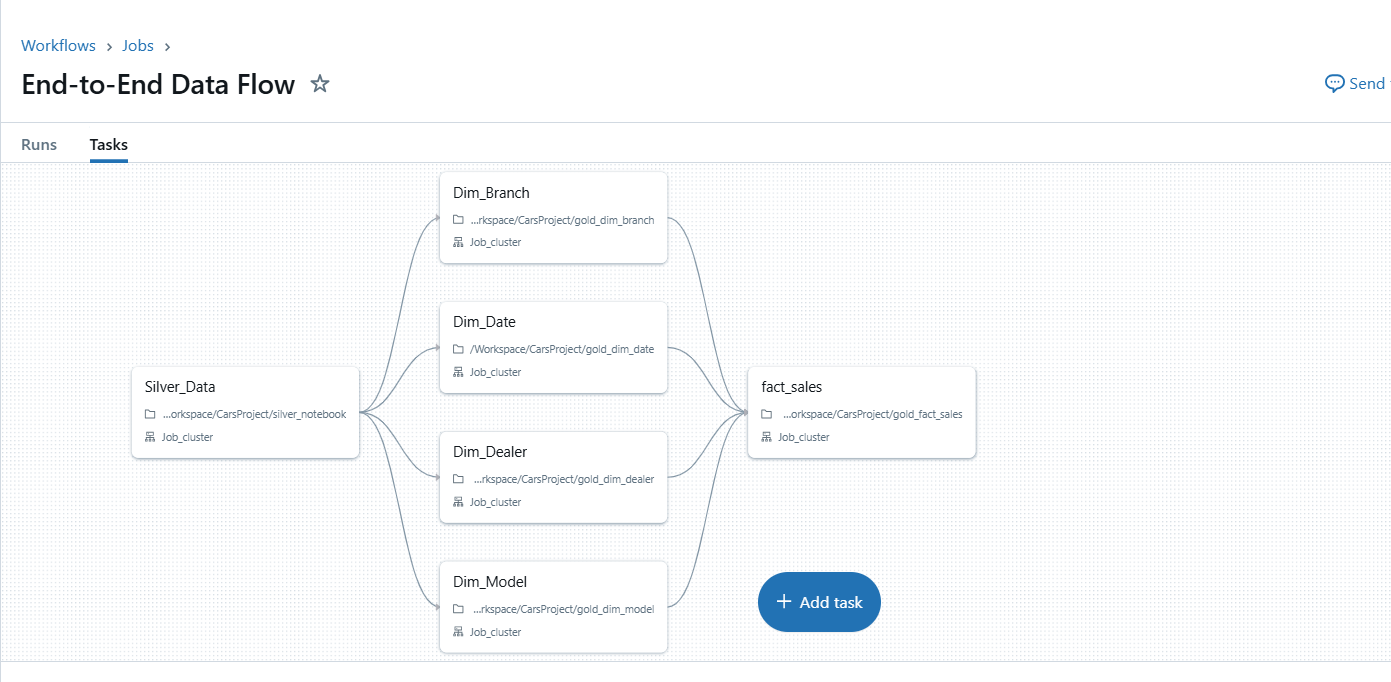 Workflows › Jobs ›
End-to-End Data Flow
Send
Runs Tasks
Dim_Branch
...rkspace/CarsProject/gold_dim_branch
Job_cluster
Dim_Date
/Workspace/CarsProject/gold_dim_date
Job_cluster
Silver_Data
...orkspace/CarsProject/silver_notebook
Job_cluster
fact_sales
...orkspace/CarsProject/gold_fact_sales
Job_cluster
Dim_Dealer
...rkspace/CarsProject/gold_dim_dealer
Job_cluster
Dim_Model
...rkspace/CarsProject/gold_dim_model
Job_cluster
+ Add task